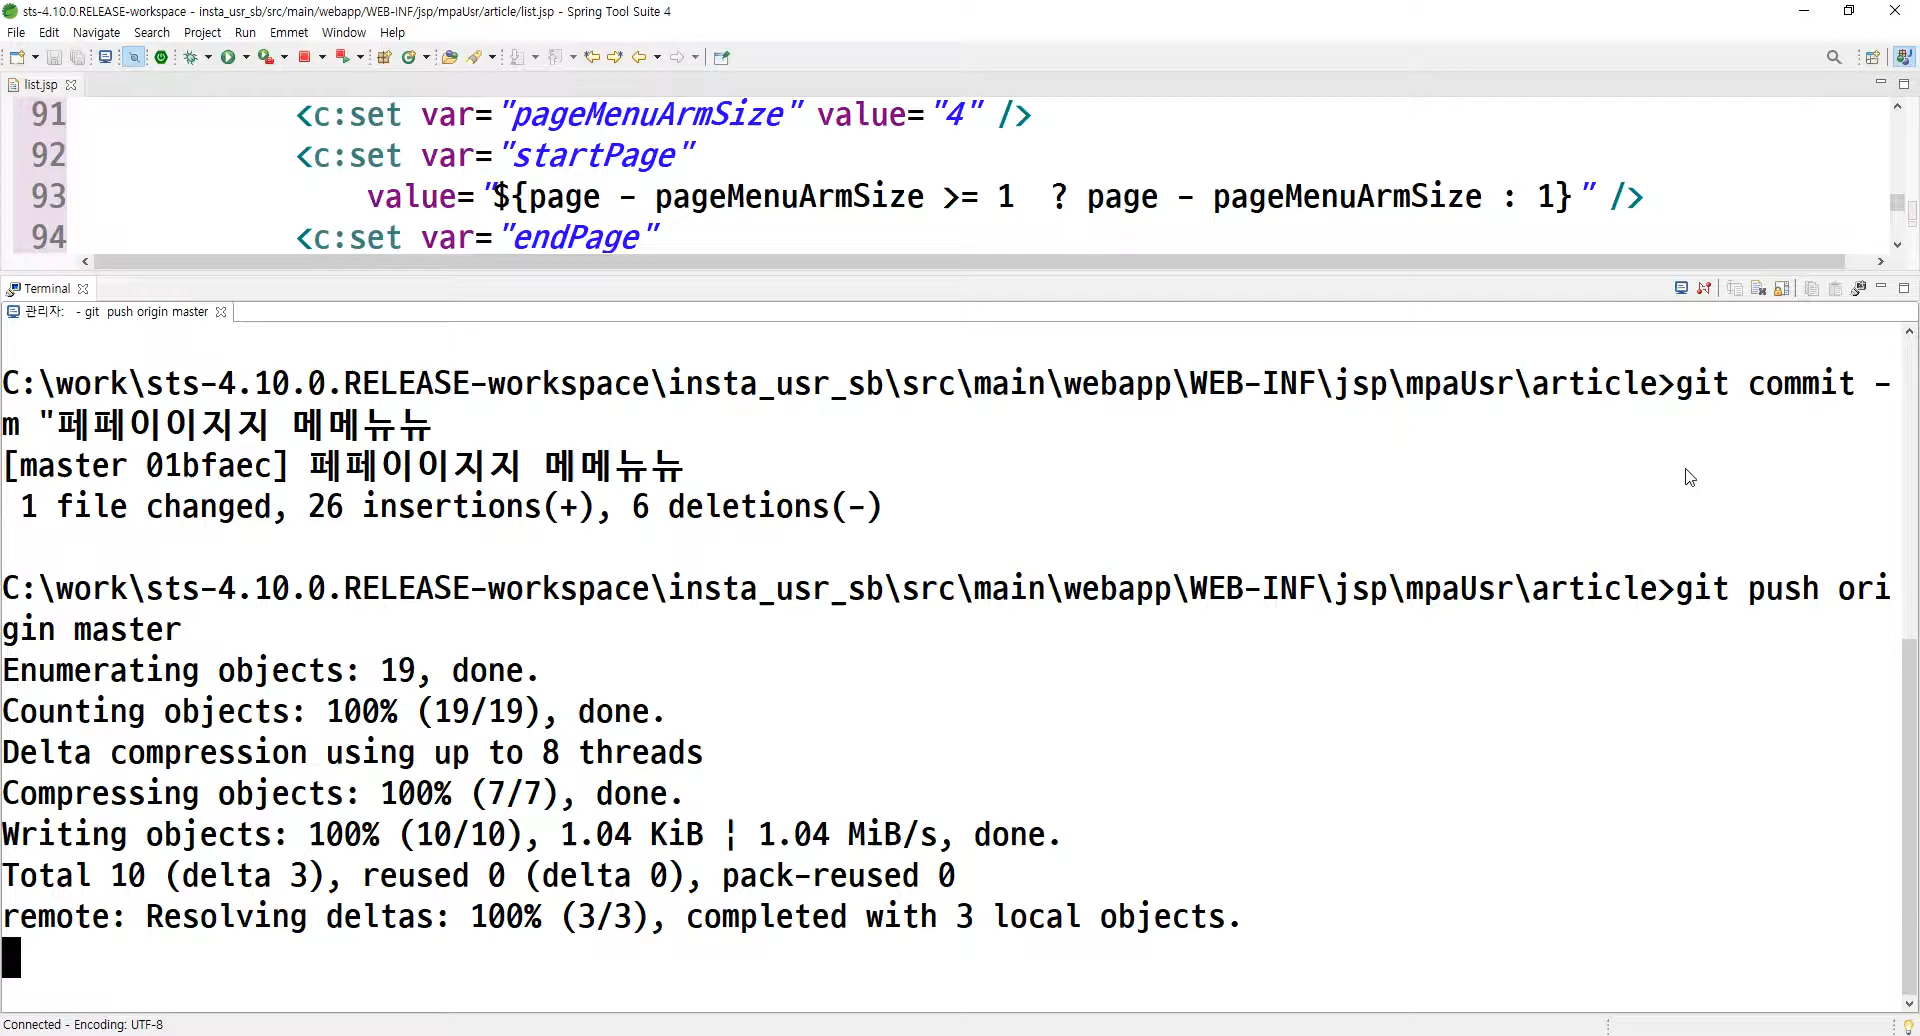 sts-4.10.0.RELEASE-workspace - insta_usr_sb/src/main/webapp/WEB-INF/jsp/mpaUsr/article/list.jsp - Spring Tool Suite 4
File Edit Navigate Search Project Run Emmet Window Help
list.jsp
91 <c:set var="pageMenuArmSize" value="4" />
92 <c:set var="startPage"
93 value="${page - pageMenuArmSize >= 1 ? page - pageMenuArmSize : 1}" />
94 <c:set var="endPage"
Terminal
관리자: - git push origin master
C:\work\sts-4.10.0.RELEASE-workspace\insta_usr_sb\src\main\webapp\WEB-INF\jsp\mpaUsr\article>git commit -
m "페페이이지지 메메뉴뉴
[master 01bfaec] 페페이이지지 메메뉴뉴
1 file changed, 26 insertions(+), 6 deletions(-)
C:\work\sts-4.10.0.RELEASE-workspace\insta_usr_sb\src\main\webapp\WEB-INF\jsp\mpaUsr\article>git push ori
gin master
Enumerating objects: 19, done.
Counting objects: 100% (19/19), done.
Delta compression using up to 8 threads
Compressing objects: 100% (7/7), done.
Writing objects: 100% (10/10), 1.04 KiB ¦ 1.04 MiB/s, done.
Total 10 (delta 3), reused 0 (delta 0), pack-reused 0
remote: Resolving deltas: 100% (3/3), completed with 3 local objects.
Connected - Encoding: UTF-8